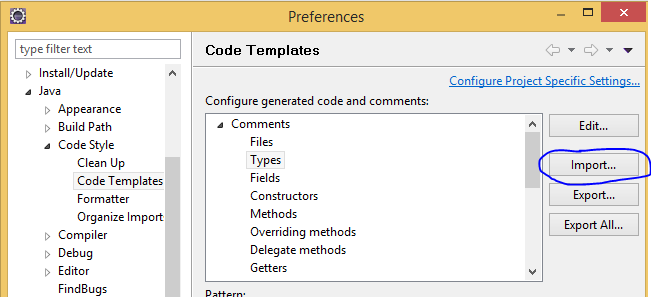 Preferences
type filter text
Install/Update
Java
Appearance
Build Path
Code Style
Clean Up
Code Templates
Formatter
Organize Import
Compiler
Debug
Editor
FindBugs
Code Templates
Configure Project Specific Settings...
Configure generated code and comments:
Comments
Files
Types
Fields
Constructors
Methods
Overriding methods
Delegate methods
Getters
Edit...
Import...
Export...
Export All...
Pattern: